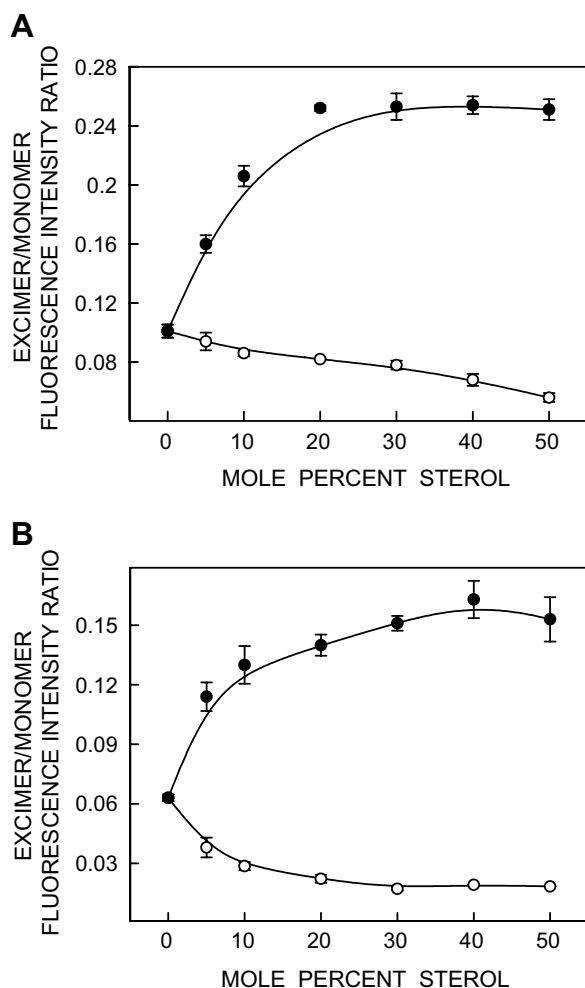 A
EXCIMER/MONOMER
FLUORESCENCE INTENSITY RATIO
0.28
0.24
0.2
0.16
0.12
0.08
0 10 20 30 40 50
MOLE PERCENT STEROL
B
EXCIMER/MONOMER
FLUORESCENCE INTENSITY RATIO
0.15
0.12
0.09
0.06
0.03
0 10 20 30 40 50
MOLE PERCENT STEROL